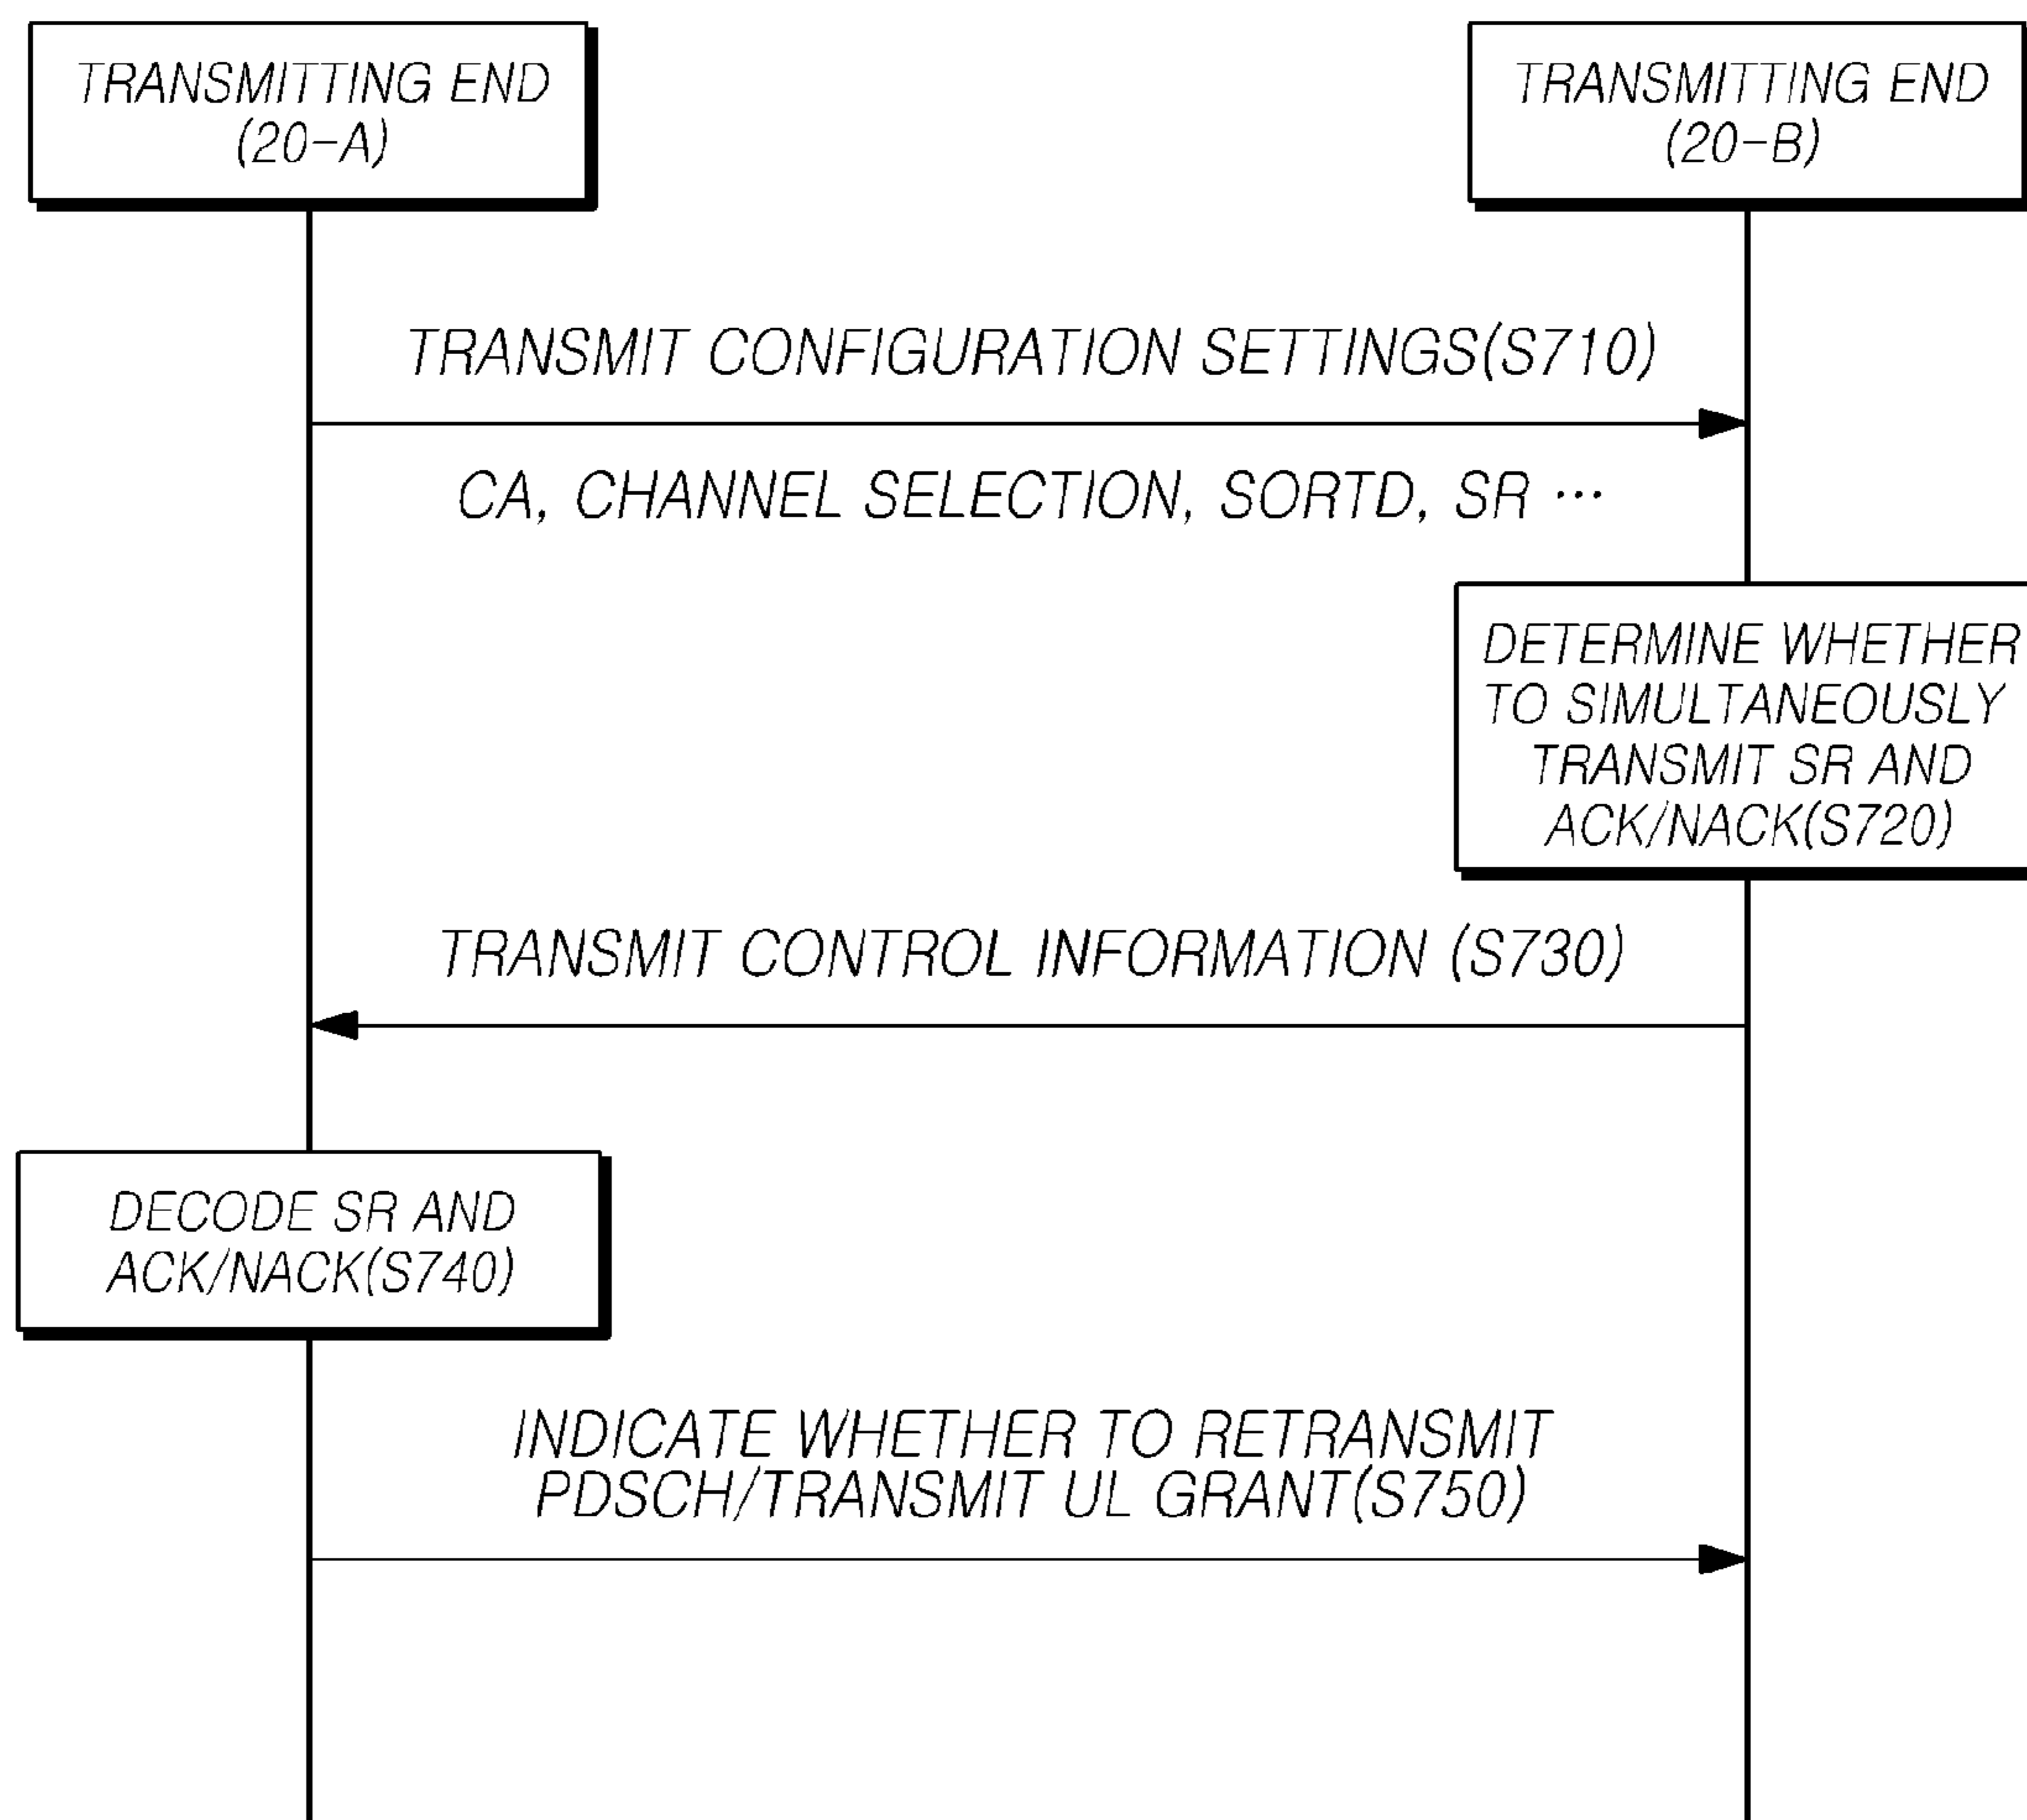 TRANSMITTING END
(20-A)
TRANSMITTING END
(20-B)
TRANSMIT CONFIGURATION SETTINGS(S710)
CA, CHANNEL SELECTION, SORTD, SR ···
DETERMINE WHETHER
TO SIMULTANEOUSLY
TRANSMIT SR AND
ACK/NACK(S720)
TRANSMIT CONTROL INFORMATION (S730)
DECODE SR AND
ACK/NACK(S740)
INDICATE WHETHER TO RETRANSMIT
PDSCH/TRANSMIT UL GRANT(S750)